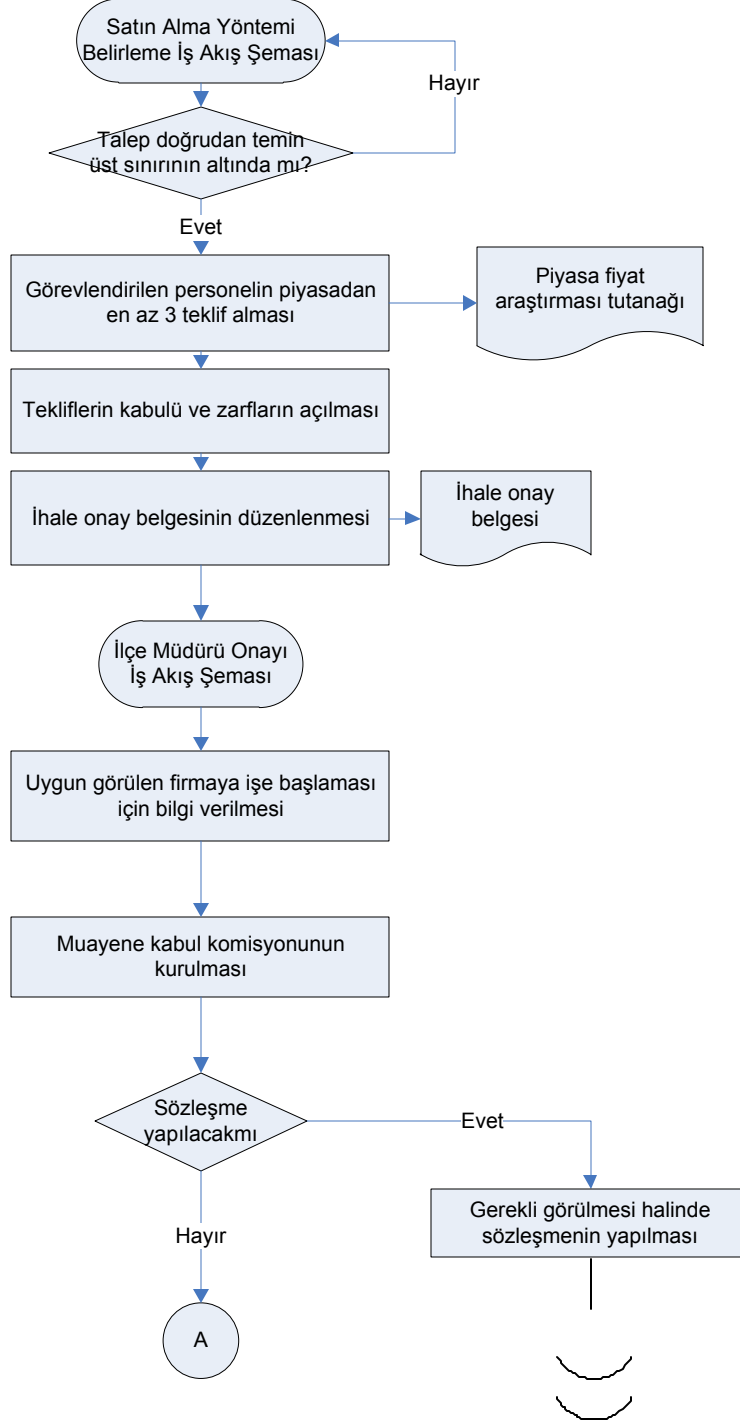 Satın Alma Yöntemi
Belirleme İş Akış Şeması
Hayır
Talep doğrudan temin
üst sınırının altında mı?
Evet
Görevlendirilen personelin piyasadan
en az 3 teklif alması
Piyasa fiyat
araştırması tutanağı
Tekliflerin kabulü ve zarfların açılması
İhale onay belgesinin düzenlenmesi
İhale onay
belgesi
İlçe Müdürü Onayı
İş Akış Şeması
Uygun görülen firmaya işe başlaması
için bilgi verilmesi
Muayene kabul komisyonunun
kurulması
Sözleşme
yapılacakmı
Evet
Gerekli görülmesi halinde
sözleşmenin yapılması
Hayır
A